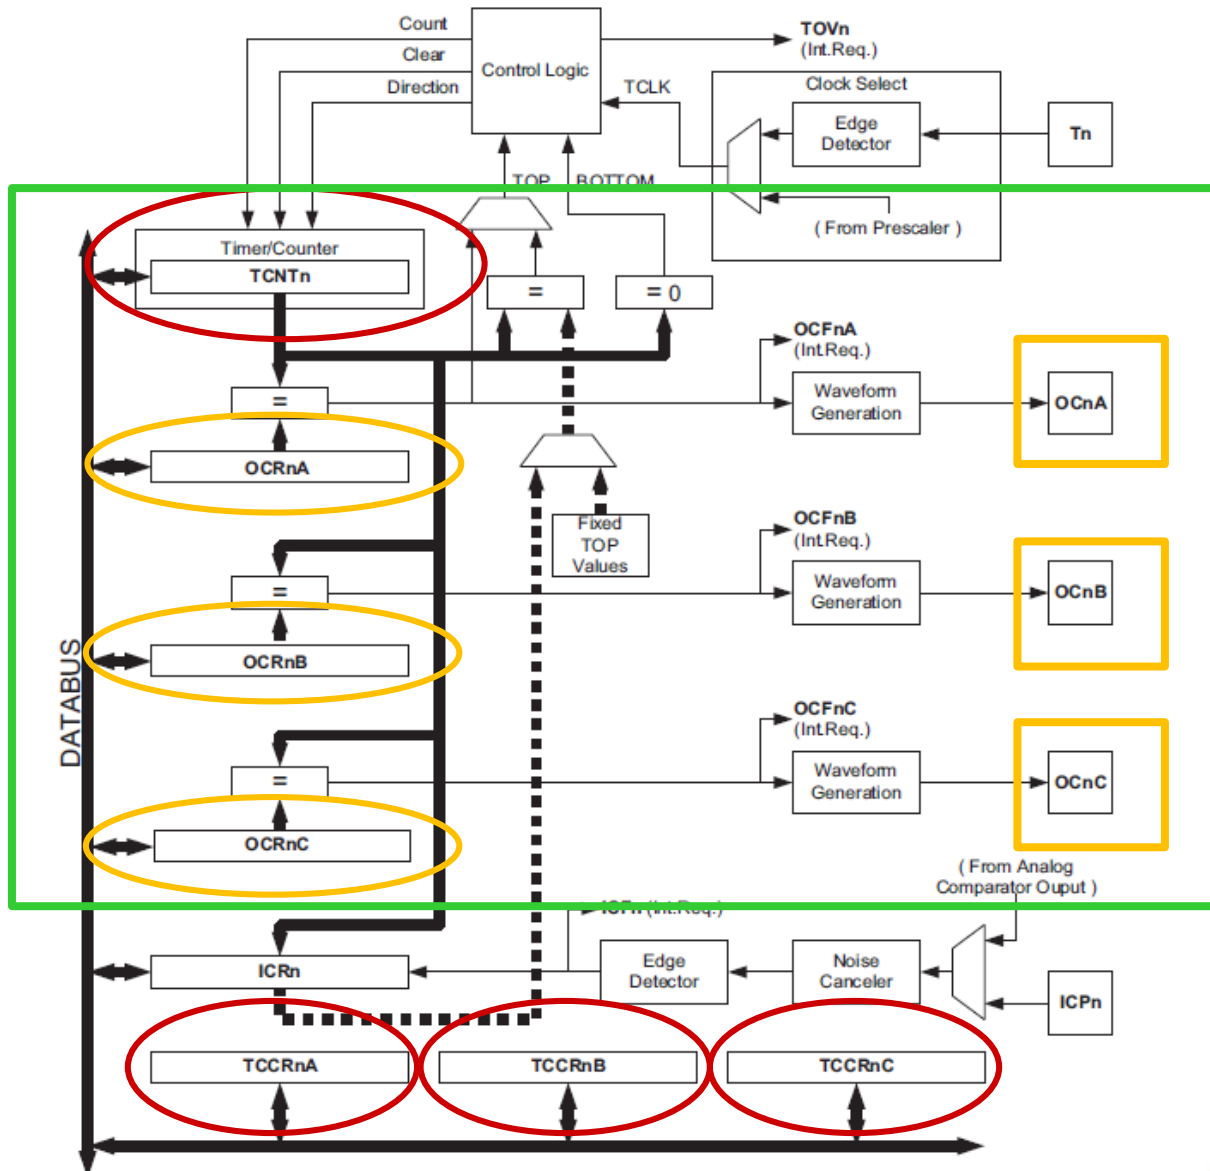 Count
Clear
Direction
Control Logic
TOVn
(Int.Req.)
TCLK
Clock Select
Edge
Detector
Tn
( From Prescaler )
TOP
BOTTOM
Timer/Counter
TCNTn
=
= 0
OCFnA
(Int.Req.)
=
Waveform
Generation
OCnA
OCRnA
Fixed
TOP
Values
OCFnB
(Int.Req.)
=
Waveform
Generation
OCnB
OCRnB
DATABUS
OCFnC
(Int.Req.)
=
Waveform
Generation
OCnC
OCRnC
( From Analog
Comparator Ouput )
ICFn (Int.Req.)
ICRn
Edge
Detector
Noise
Canceler
ICPn
TCCRnA
TCCRnB
TCCRnC